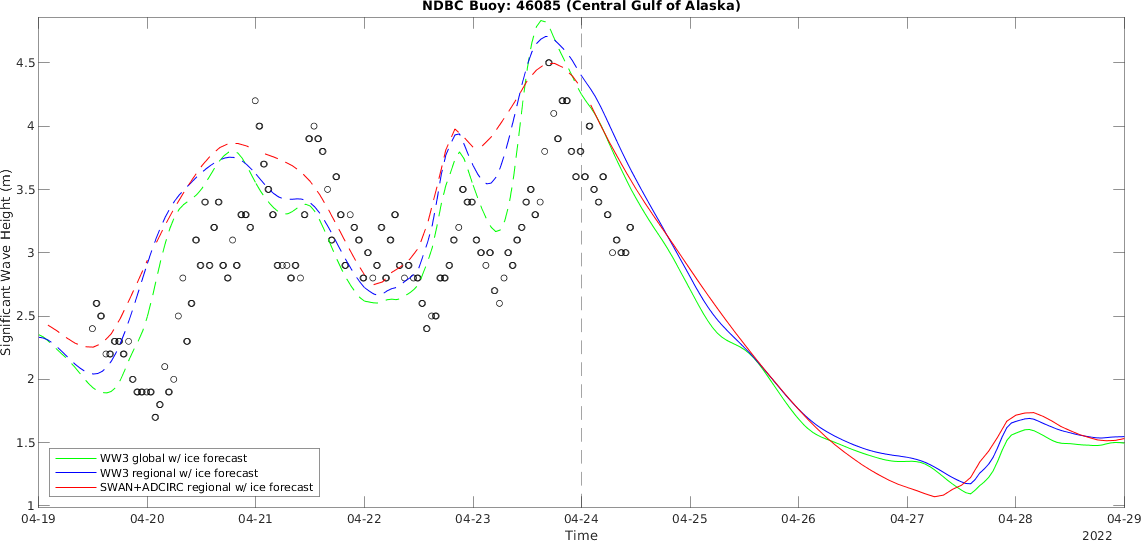 NDBC Buoy: 46085 (Central Gulf of Alaska)
Significant Wave Height (m)
4.5
4
3.5
3
2.5
2
1.5
1
WW3 global w/ ice forecast
WW3 regional w/ ice forecast
SWAN+ADCIRC regional w/ ice forecast
04-19 04-20 04-21 04-22 04-23 04-24 04-25 04-26 04-27 04-28 04-29
Time
2022